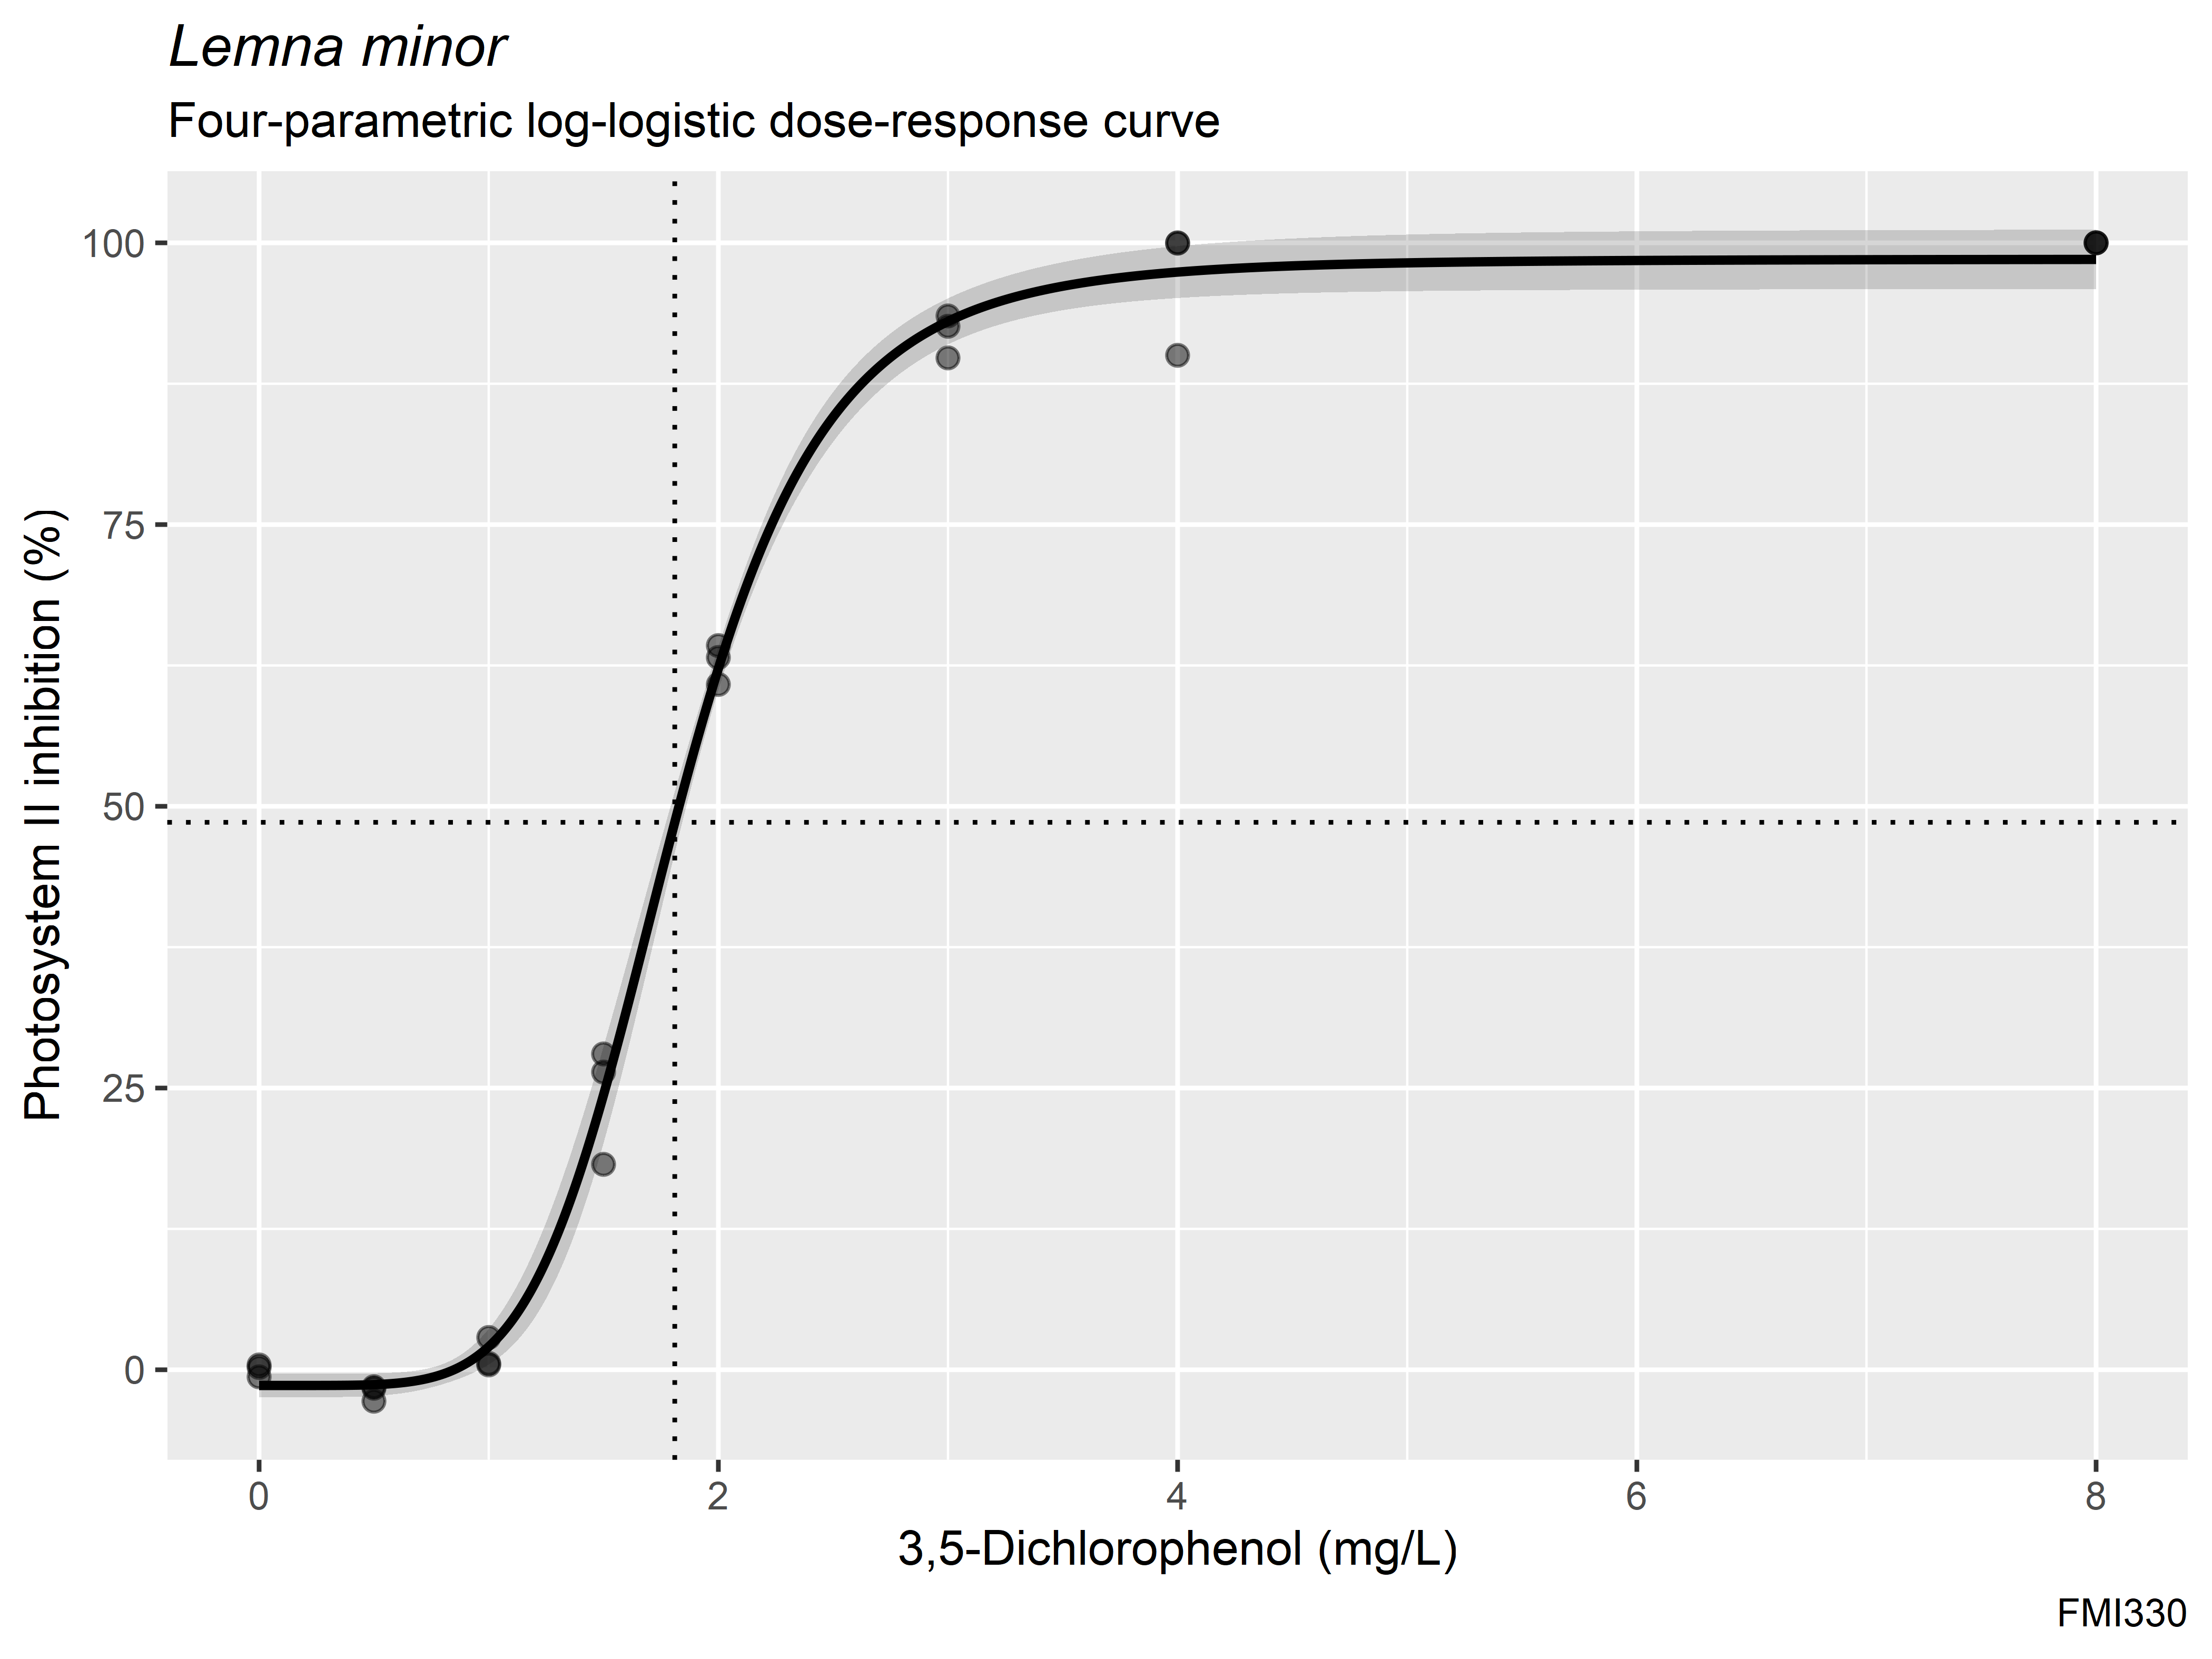 Lemna minor
Four-parametric log-logistic dose-response curve
Photosystem II inhibition (%)
100
75
50
25
0
0 2 4 6 8
3,5-Dichlorophenol (mg/L)
FMI330